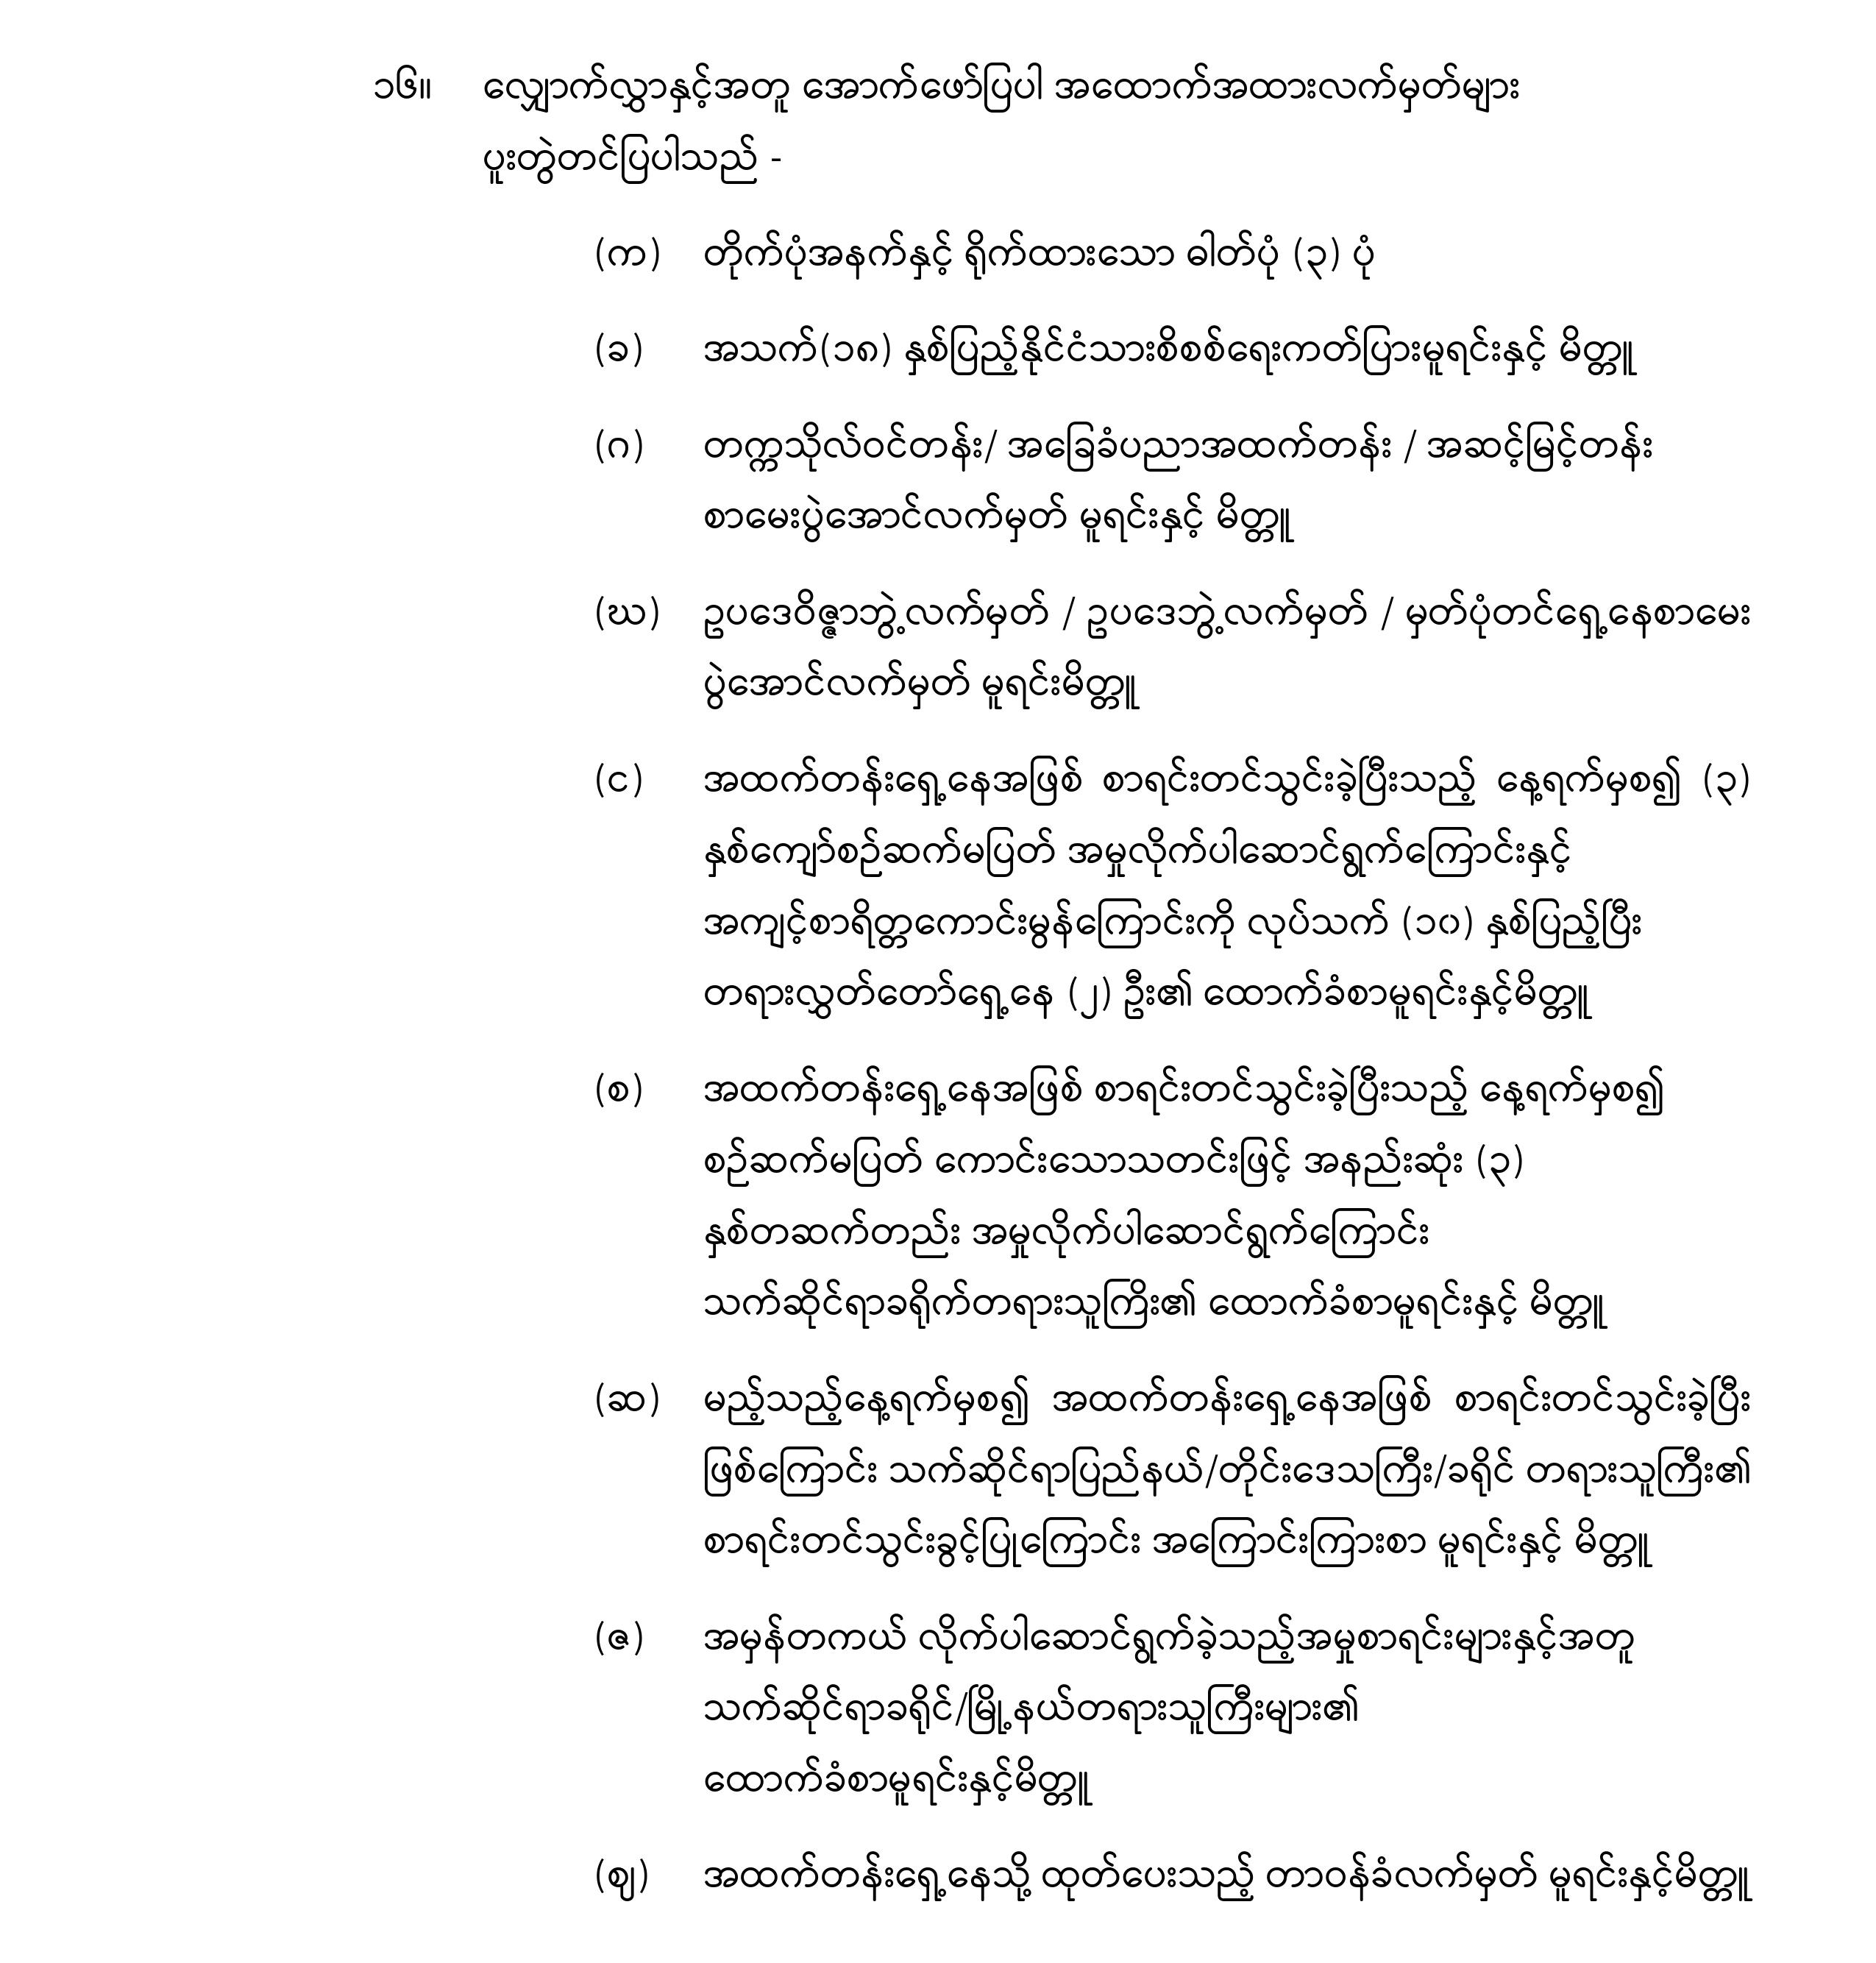 ၁၆။ လျှောက်လွှာနှင့်အတူ အောက်ဖော်ပြပါ အထောက်အထားလက်မှတ်များ
ပူးတွဲတင်ပြပါသည် -
(က) တိုက်ပုံအနက်နှင့် ရိုက်ထားသော ဓါတ်ပုံ (၃) ပုံ
(ခ) အသက်(၁၈) နှစ်ပြည့်နိုင်ငံသားစိစစ်ရေးကတ်ပြားမူရင်းနှင့် မိတ္တူ
(ဂ) တက္ကသိုလ်ဝင်တန်း/ အခြေခံပညာအထက်တန်း / အဆင့်မြင့်တန်း
စာမေးပွဲအောင်လက်မှတ် မူရင်းနှင့် မိတ္တူ
(ဃ) ဥပဒေဝိဇ္ဇာဘွဲ့လက်မှတ် / ဥပဒေဘွဲ့လက်မှတ် / မှတ်ပုံတင်ရှေ့နေစာမေး
ပွဲအောင်လက်မှတ် မူရင်းမိတ္တူ
(င) အထက်တန်းရှေ့နေအဖြစ် စာရင်းတင်သွင်းခဲ့ပြီးသည့် နေ့ရက်မှစ၍ (၃)
နှစ်ကျော်စဉ်ဆက်မပြတ် အမှုလိုက်ပါဆောင်ရွက်ကြောင်းနှင့်
အကျင့်စာရိတ္တကောင်းမွန်ကြောင်းကို လုပ်သက် (၁၀) နှစ်ပြည့်ပြီး
တရားလွှတ်တော်ရှေ့နေ (၂) ဦး၏ ထောက်ခံစာမူရင်းနှင့်မိတ္တူ
(စ) အထက်တန်းရှေ့နေအဖြစ် စာရင်းတင်သွင်းခဲ့ပြီးသည့် နေ့ရက်မှစ၍
စဉ်ဆက်မပြတ် ကောင်းသောသတင်းဖြင့် အနည်းဆုံး (၃)
နှစ်တဆက်တည်း အမှုလိုက်ပါဆောင်ရွက်ကြောင်း
သက်ဆိုင်ရာခရိုက်တရားသူကြိး၏ ထောက်ခံစာမူရင်းနှင့် မိတ္တူ
(ဆ) မည့်သည့်နေ့ရက်မှစ၍ အထက်တန်းရှေ့နေအဖြစ် စာရင်းတင်သွင်းခဲ့ပြီး
ဖြစ်ကြောင်း သက်ဆိုင်ရာပြည်နယ်/တိုင်းဒေသကြီး/ခရိုင် တရားသူကြီး၏
စာရင်းတင်သွင်းခွင့်ပြုကြောင်း အကြောင်းကြားစာ မူရင်းနှင့် မိတ္တူ
(ဇ) အမှန်တကယ် လိုက်ပါဆောင်ရွက်ခဲ့သည့်အမှုစာရင်းများနှင့်အတူ
သက်ဆိုင်ရာခရိုင်/မြို့နယ်တရားသူကြီးများ၏
ထောက်ခံစာမူရင်းနှင့်မိတ္တူ
(ဈ) အထက်တန်းရှေ့နေသို့ ထုတ်ပေးသည့် တာဝန်ခံလက်မှတ် မူရင်းနှင့်မိတ္တူ